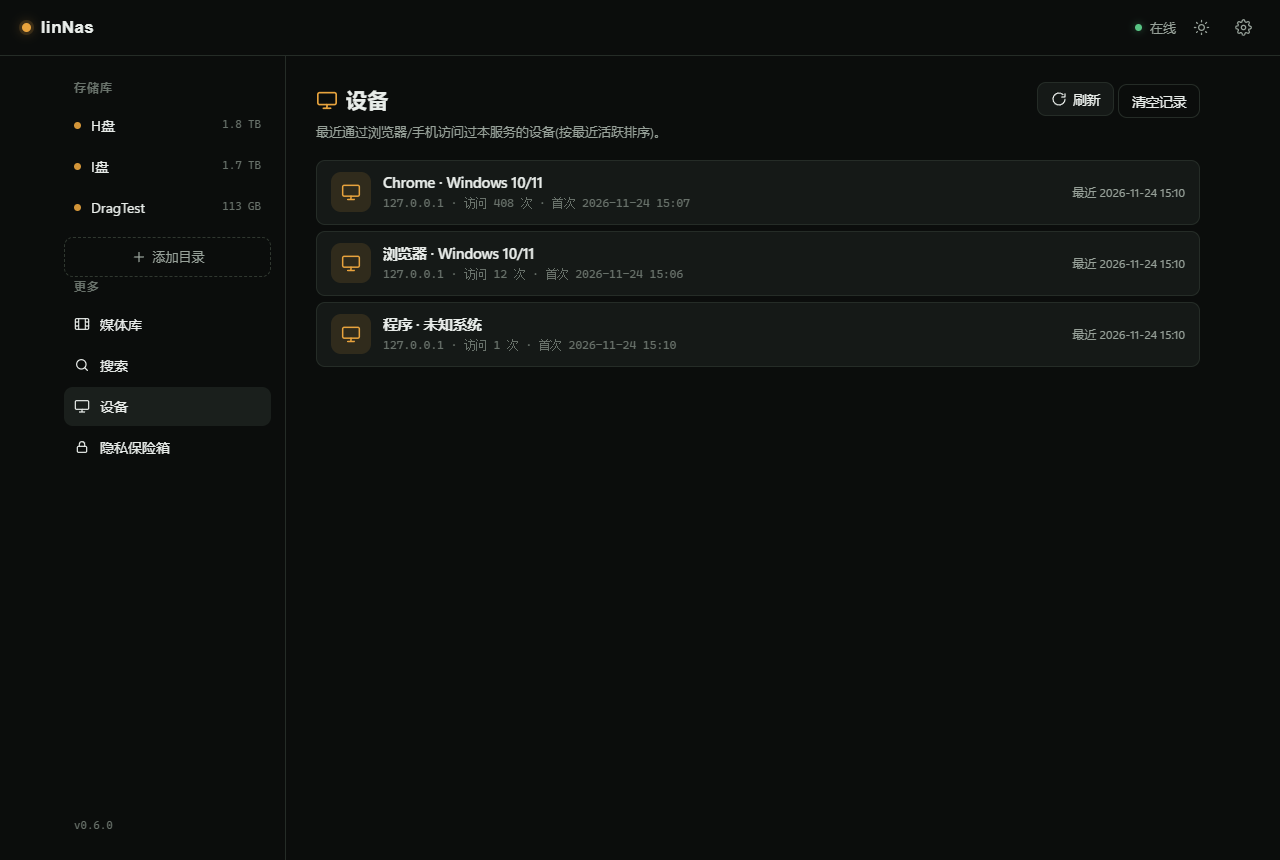 linNas
在线
存储库
H盘 1.8 TB
I盘 1.7 TB
DragTest 113 GB
添加目录
更多
媒体库
搜索
设备
隐私保险箱
v0.6.0
设备
刷新
清空记录
最近通过浏览器/手机访问过本服务的设备(按最近活跃排序)。
Chrome · Windows 10/11
127.0.0.1 · 访问 408 次 · 首次 2026-11-24 15:07
最近 2026-11-24 15:10
浏览器 · Windows 10/11
127.0.0.1 · 访问 12 次 · 首次 2026-11-24 15:06
最近 2026-11-24 15:10
程序 · 未知系统
127.0.0.1 · 访问 1 次 · 首次 2026-11-24 15:10
最近 2026-11-24 15:10